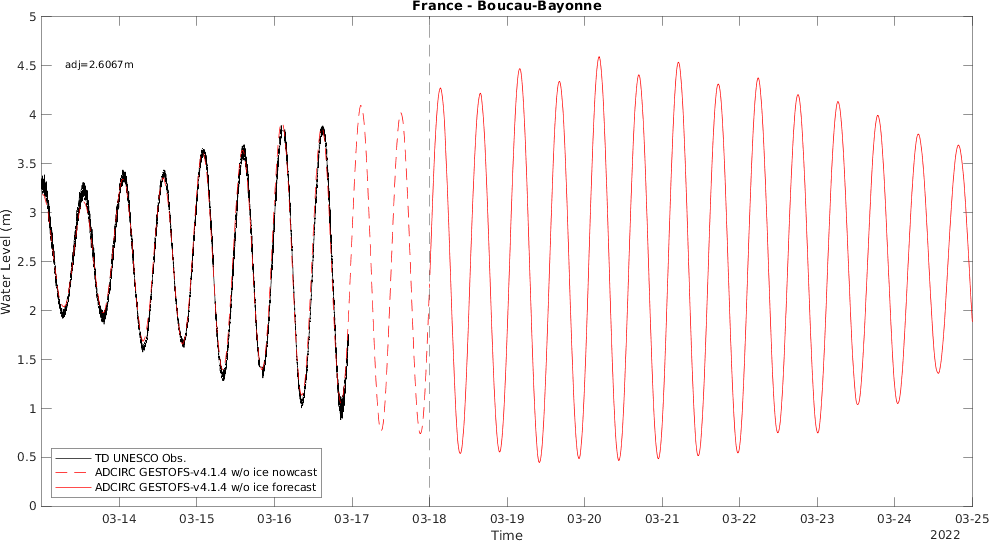 France - Boucau-Bayonne
adj=2.6067m
5
4.5
4
3.5
3
2.5
2
1.5
1
0.5
0
Water Level (m)
TD UNESCO Obs.
ADCIRC GESTOFS-v4.1.4 w/o ice nowcast
ADCIRC GESTOFS-v4.1.4 w/o ice forecast
03-14 03-15 03-16 03-17 03-18 03-19 03-20 03-21 03-22 03-23 03-24 03-25
Time
2022